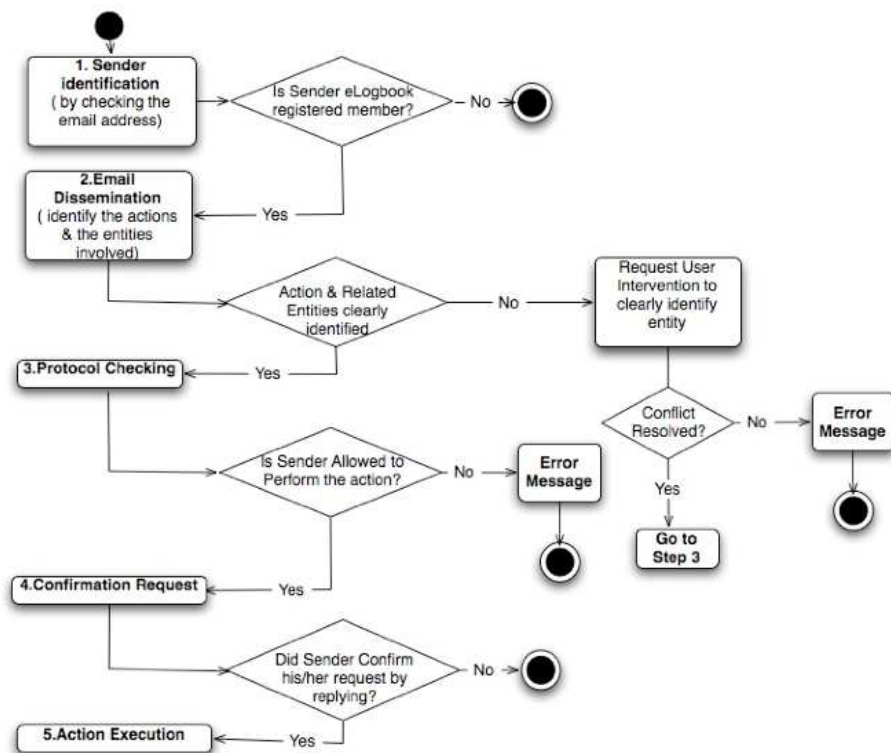 1. Sender
identification
( by checking the
email address)
Is Sender eLogbook
registered member?
No
2.Email
Dissemination
( identify the actions
& the entities
involved)
Yes
Action & Related
Entities clearly
identified
No
Request User
Intervention to
clearly identify
entity
3.Protocol Checking
Yes
Conflict
Resolved?
No
Error
Message
Is Sender Allowed to
Perform the action?
No
Error
Message
Yes
Go to
Step 3
4.Confirmation Request
Yes
Did Sender Confirm
his/her request by
replying?
No
5.Action Execution
Yes